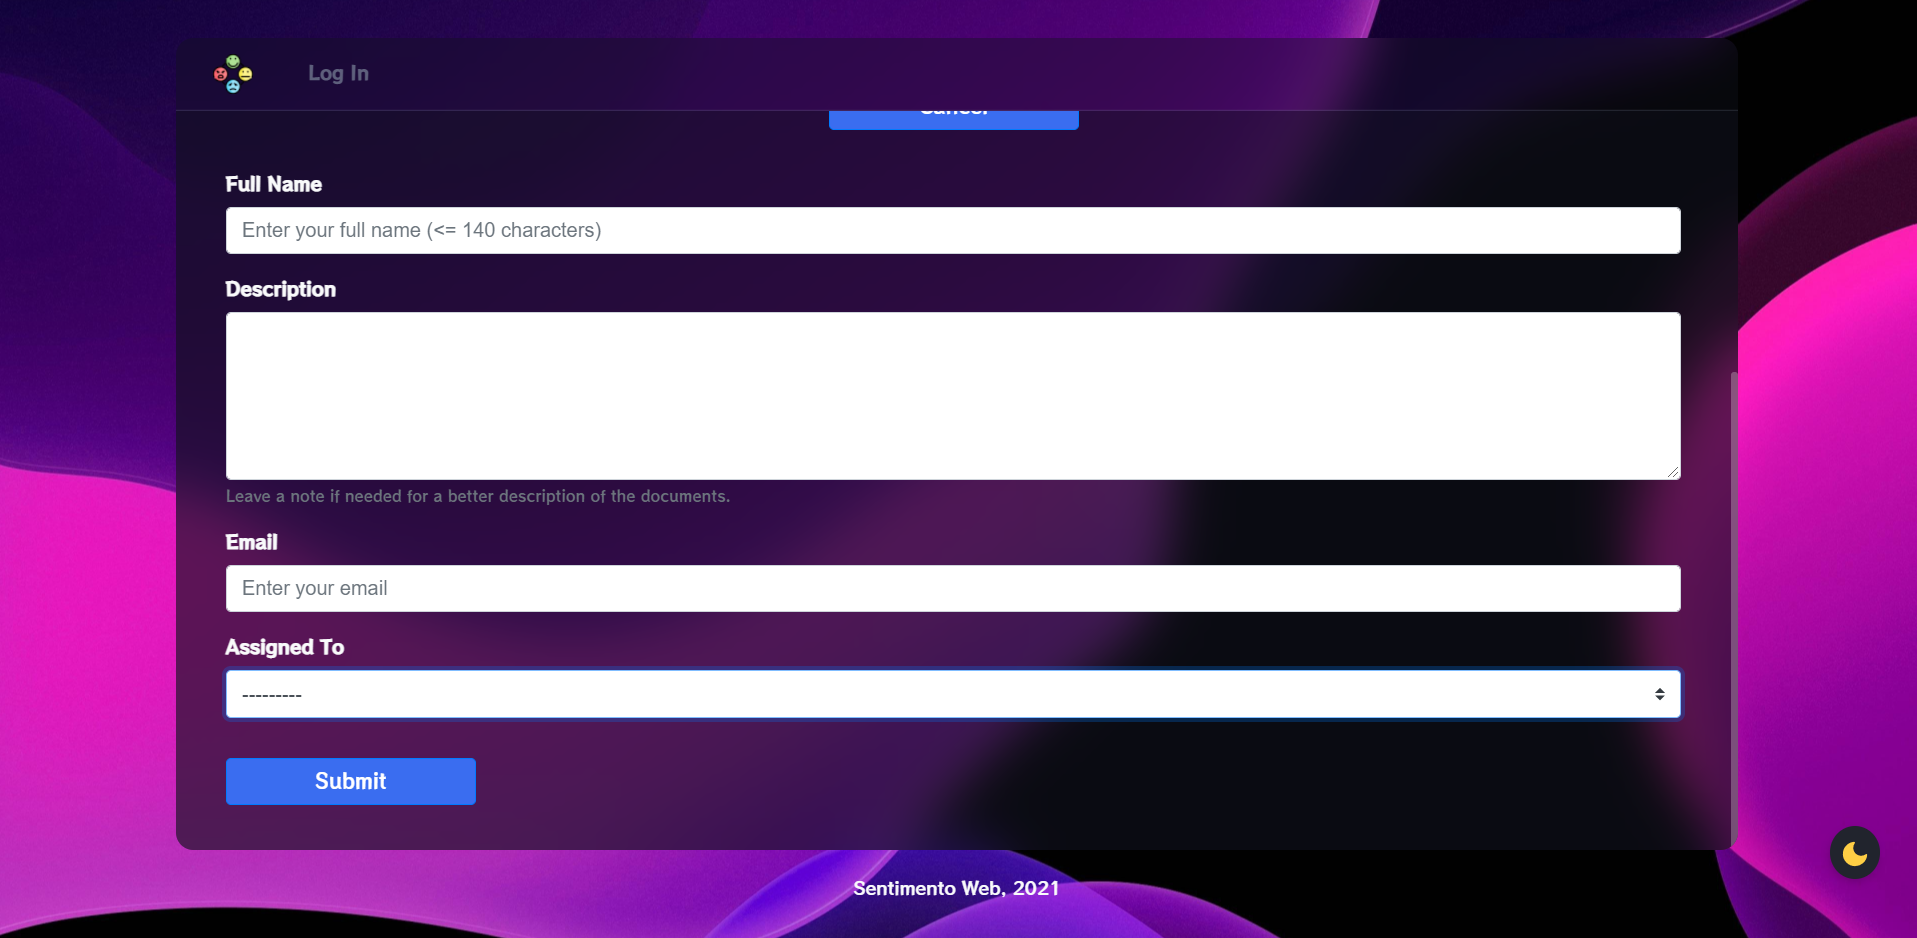 Log In
Cancel
Full Name
Enter your full name (<= 140 characters)
Description
Leave a note if needed for a better description of the documents.
Email
Enter your email
Assigned To
---------
Submit
Sentimento Web, 2021